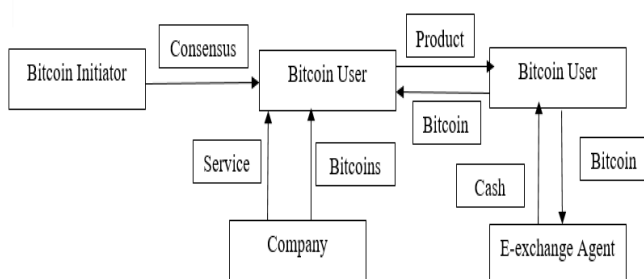 Product
Consensus
Bitcoin Initiator
Bitcoin User
Bitcoin User
Bitcoin
Service
Bitcoins
Bitcoin
Cash
Company
E-exchange Agent